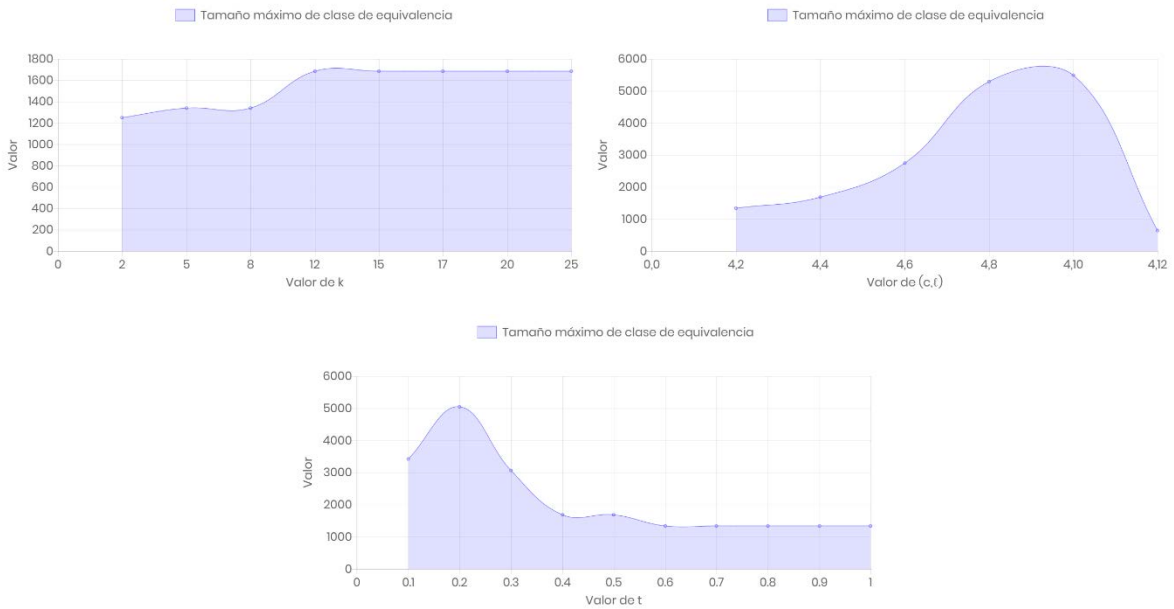 Tamaño máximo de clase de equivalencia
1800
1600
1400
1200
1000
800
600
400
200
0
Valor
0 2 5 8 12 15 17 20 25
Valor de k
Tamaño máximo de clase de equivalencia
6000
5000
4000
3000
2000
1000
0
Valor
0,0 4,2 4,4 4,6 4,8 4,10 4,12
Valor de (c,ℓ)
Tamaño máximo de clase de equivalencia
6000
5000
4000
3000
2000
1000
0
Valor
0 0.1 0.2 0.3 0.4 0.5 0.6 0.7 0.8 0.9 1
Valor de t